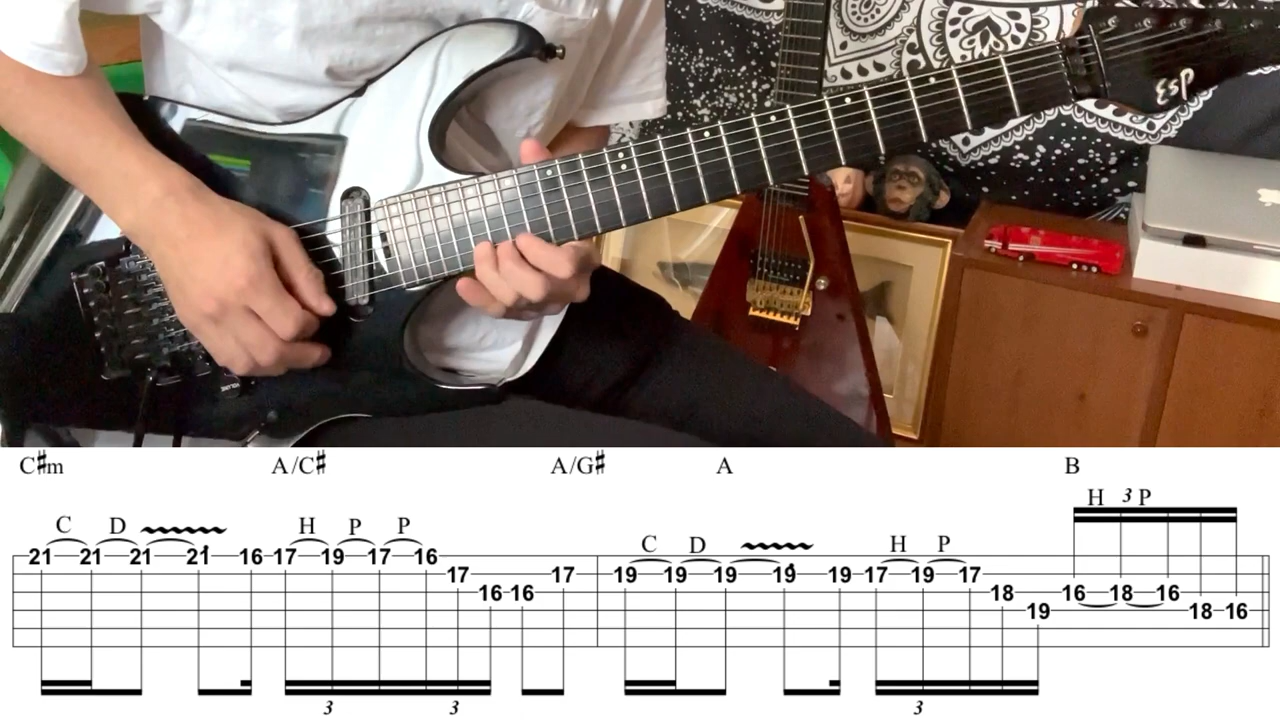 ESP
VOLUME
C#m A/C# A/G# A B
H 3 P
C D H P P C D H P
21 21 21 21 16 17 19 17 16 19 19 19 19 19 17 19 17
17 17 18 16 18 16
16 16 19 18 16
3 3 3